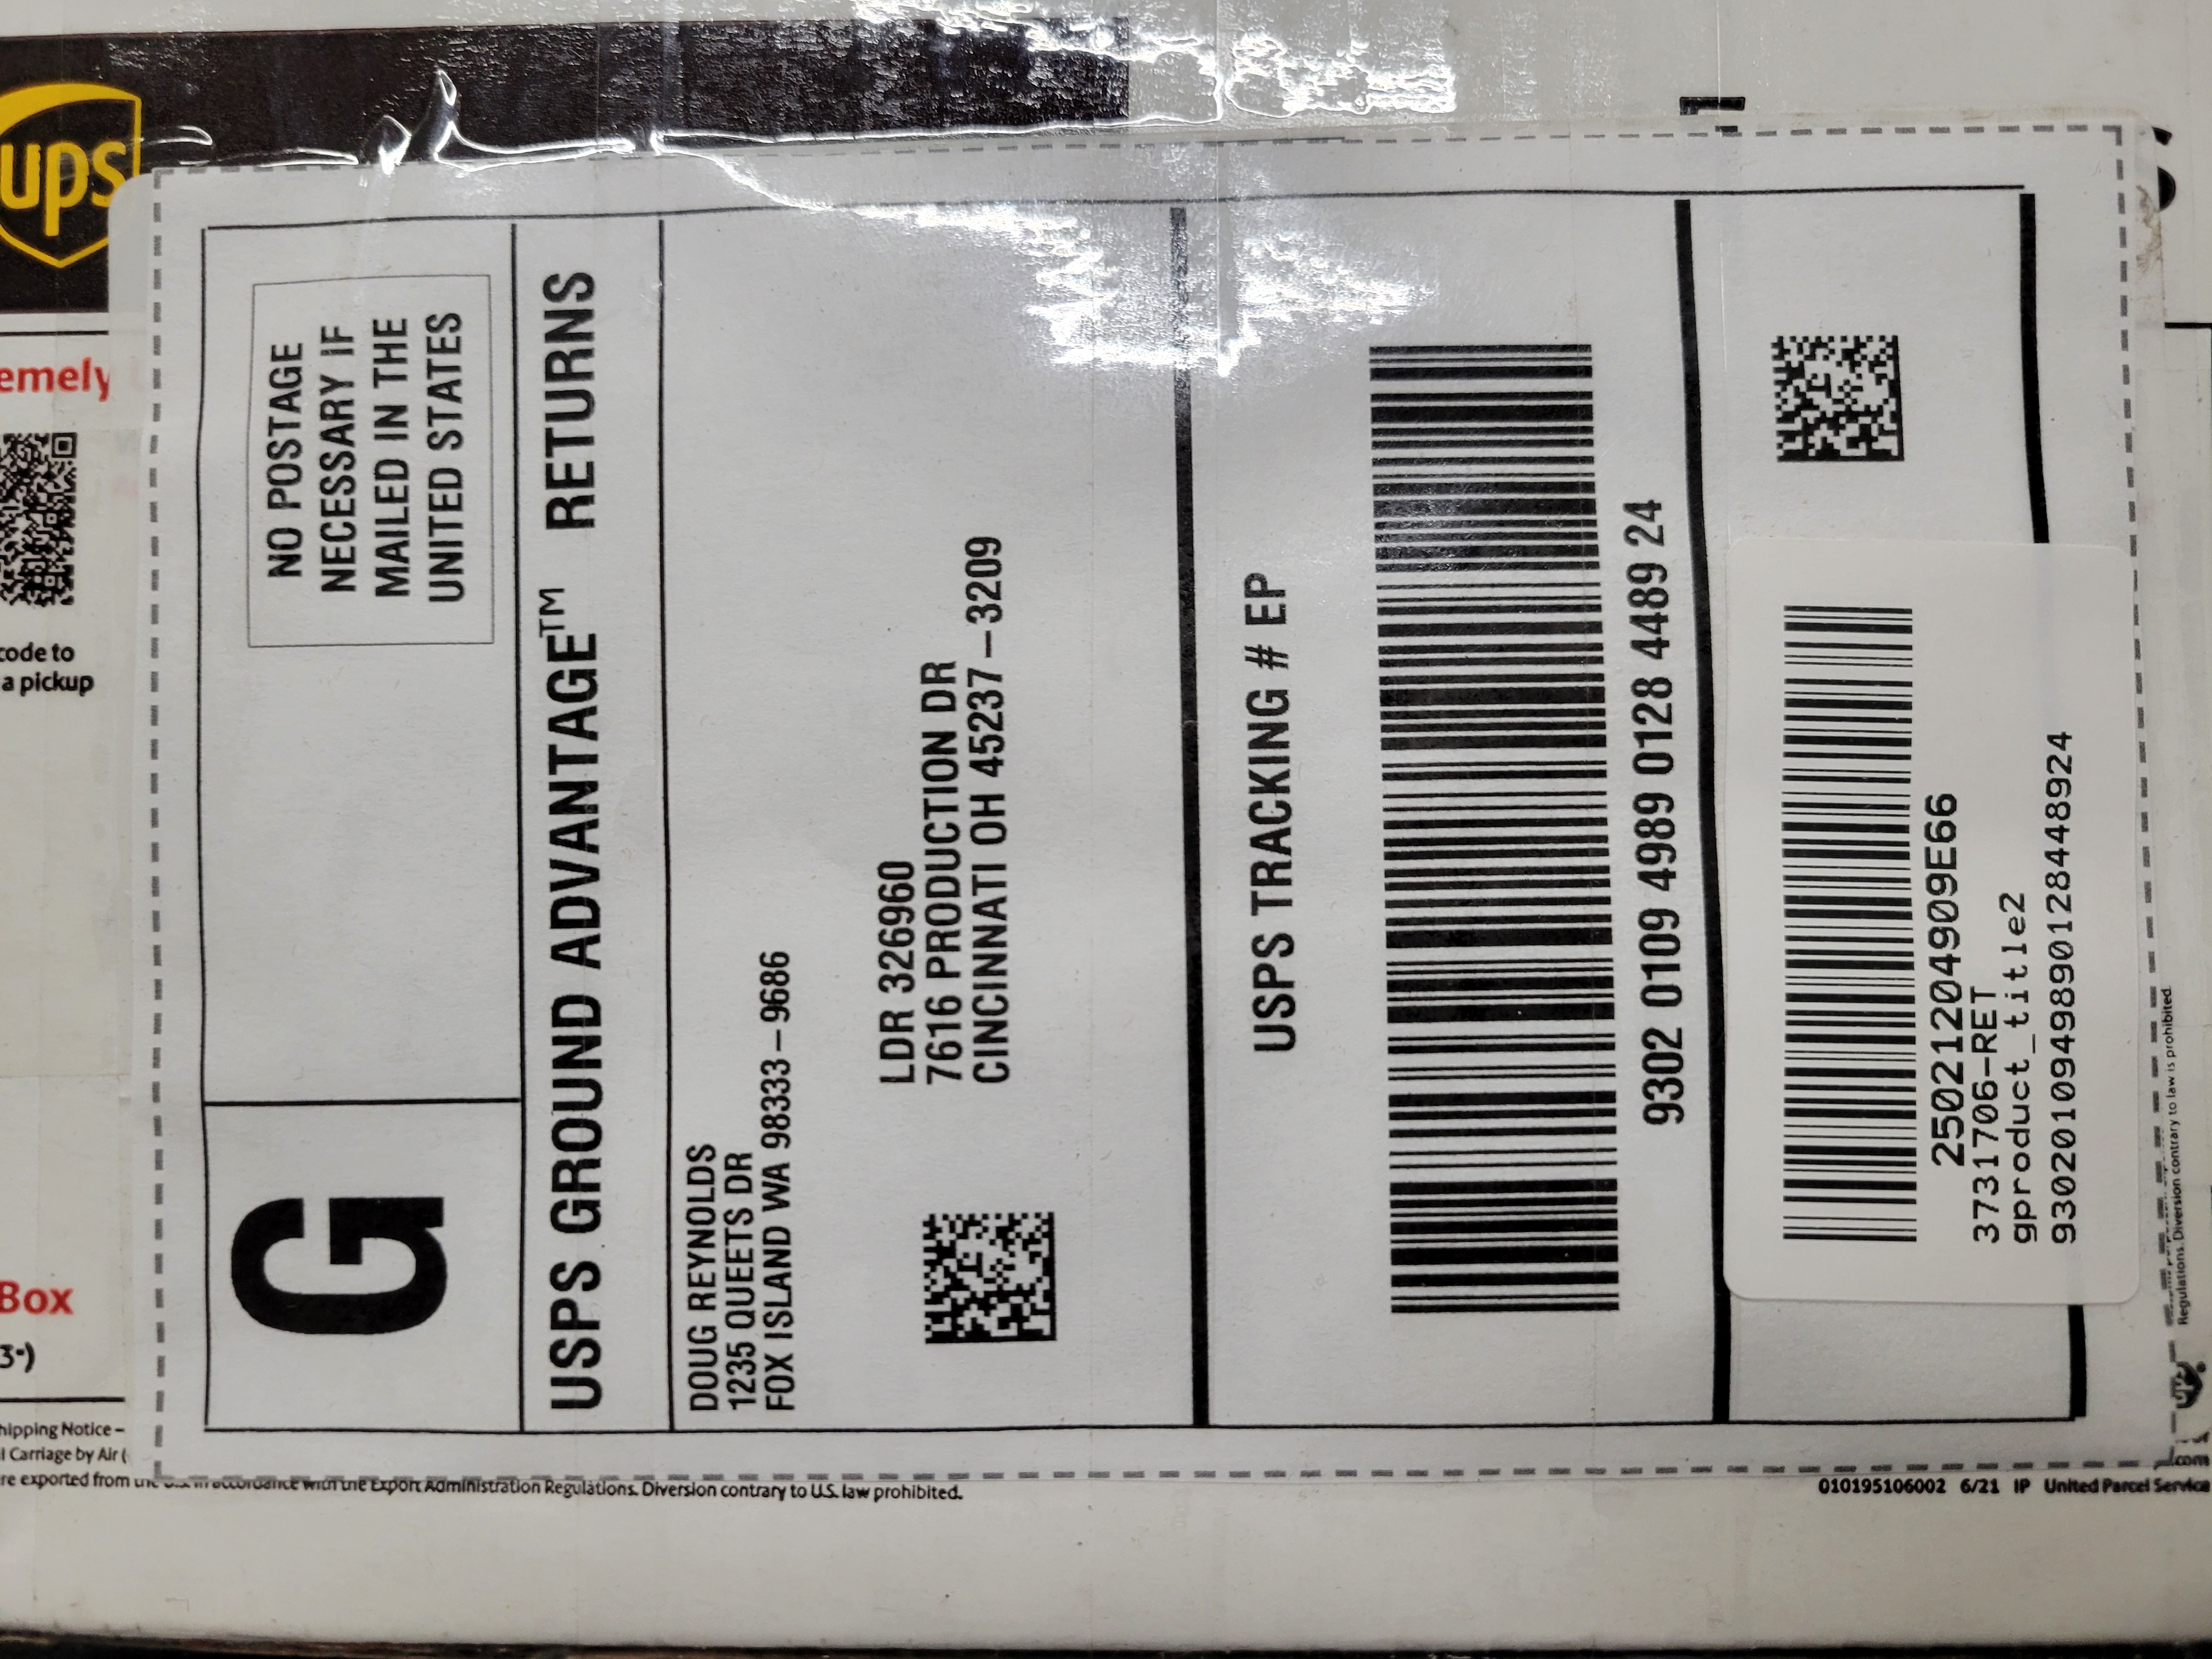 ups
emely
code to
a pickup
Box
3+)
hipping Notice –
l Carriage by Air (
re exported from the U.S. in accordance with the Export Administration Regulations. Diversion contrary to U.S. law prohibited.
010195106002 6/21 IP United Parcel Service
G
NO POSTAGE
NECESSARY IF
MAILED IN THE
UNITED STATES
USPS GROUND ADVANTAGE™ RETURNS
DOUG REYNOLDS
1235 QUEETS DR
FOX ISLAND WA 98333–9686
LDR 326960
7616 PRODUCTION DR
CINCINNATI OH 45237–3209
USPS TRACKING # EP
9302 0109 4989 0128 4489 24
25021204909E66
3731706-RET
gproduct_title2
9302010949890128448924
Regulations. Diversion contrary to law is prohibited.
.com